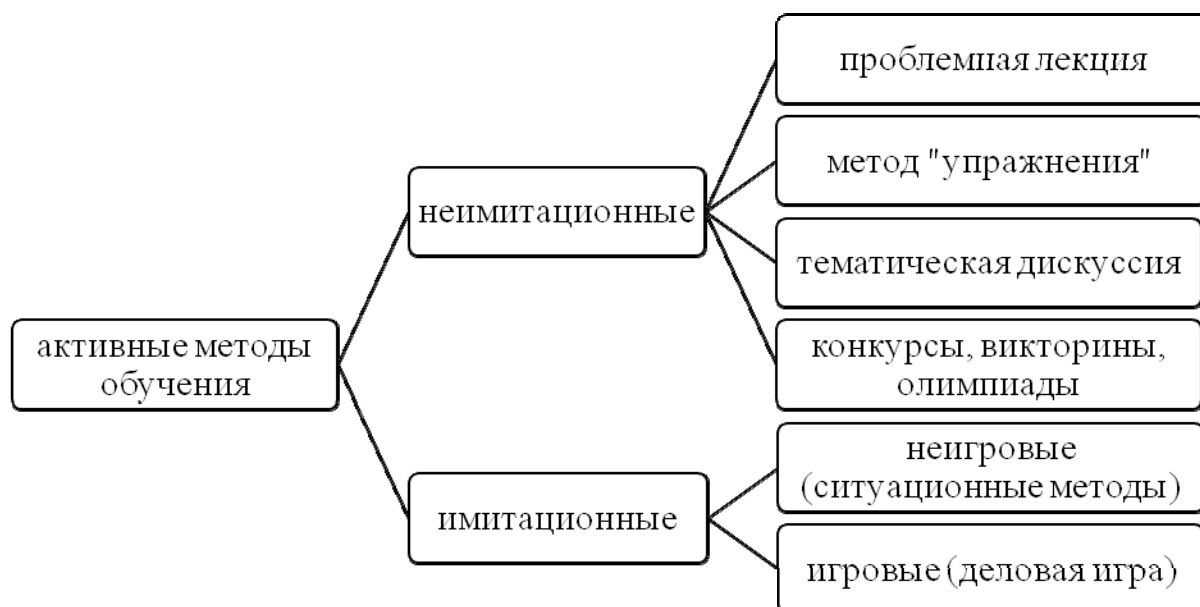 проблемная лекция
метод "упражнения"
неимитационные
тематическая дискуссия
активные методы
обучения
конкурсы, викторины,
олимпиады
неигровые
(ситуационные методы)
имитационные
игровые (деловая игра)